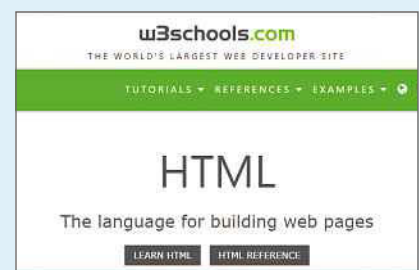 w3schools.com
THE WORLD'S LARGEST WEB DEVELOPER SITE
TUTORIALS REFERENCES EXAMPLES
HTML
The language for building web pages
LEARN HTML HTML REFERENCE